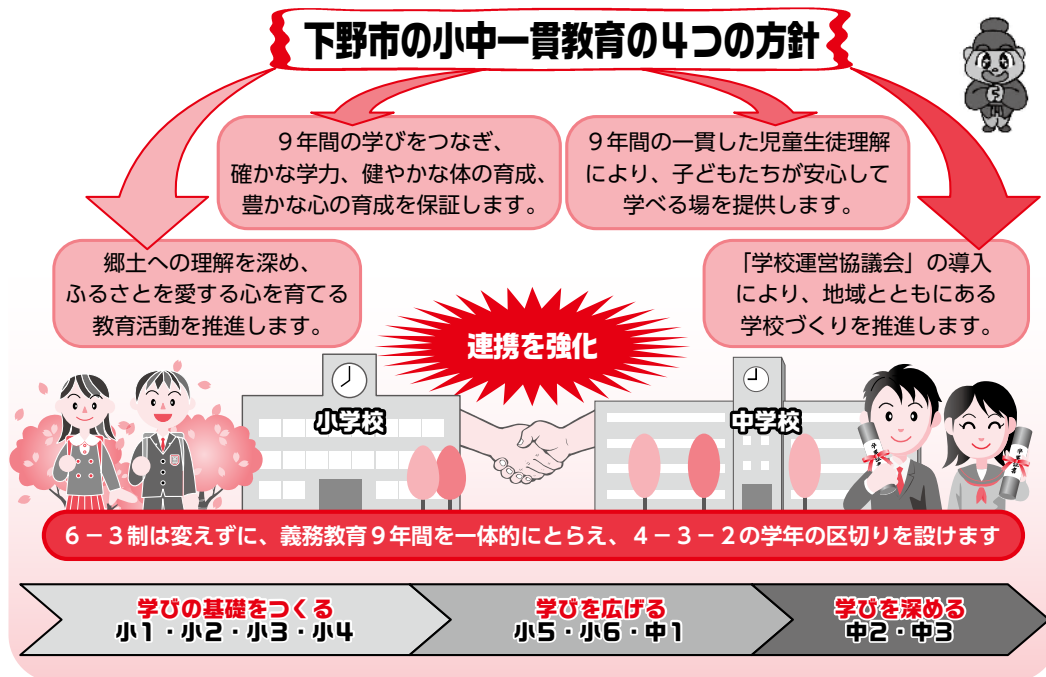 下野市の小中一貫教育の4つの方針
9年間の学びをつなぎ、
確かな学力、健やかな体の育成、
豊かな心の育成を保証します。
9年間の一貫した児童生徒理解
により、子どもたちが安心して
学べる場を提供します。
郷土への理解を深め、
ふるさとを愛する心を育てる
教育活動を推進します。
「学校運営協議会」の導入
により、地域とともにある
学校づくりを推進します。
連携を強化
小学校
中学校
卒業証書
卒業証書
6－3制は変えずに、義務教育9年間を一体的にとらえ、4－3－2の学年の区切りを設けます
学びの基礎をつくる
小1・小2・小3・小4
学びを広げる
小5・小6・中1
学びを深める
中2・中3